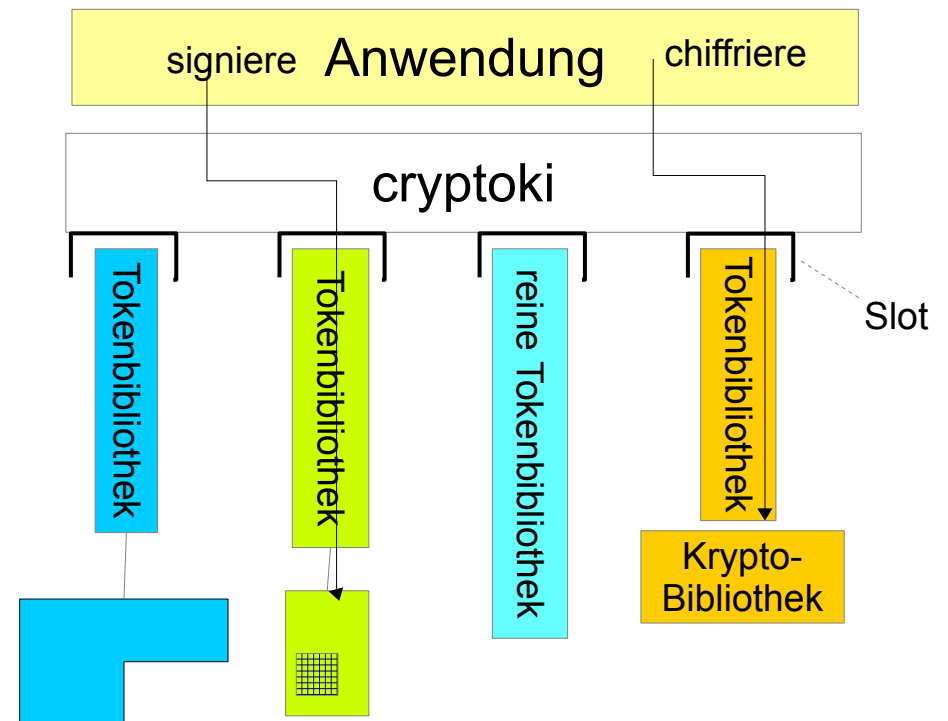 signiere Anwendung chiffriere
cryptoki
Tokenbibliothek
Tokenbibliothek
reine Tokenbibliothek
Tokenbibliothek
Slot
Krypto-
Bibliothek